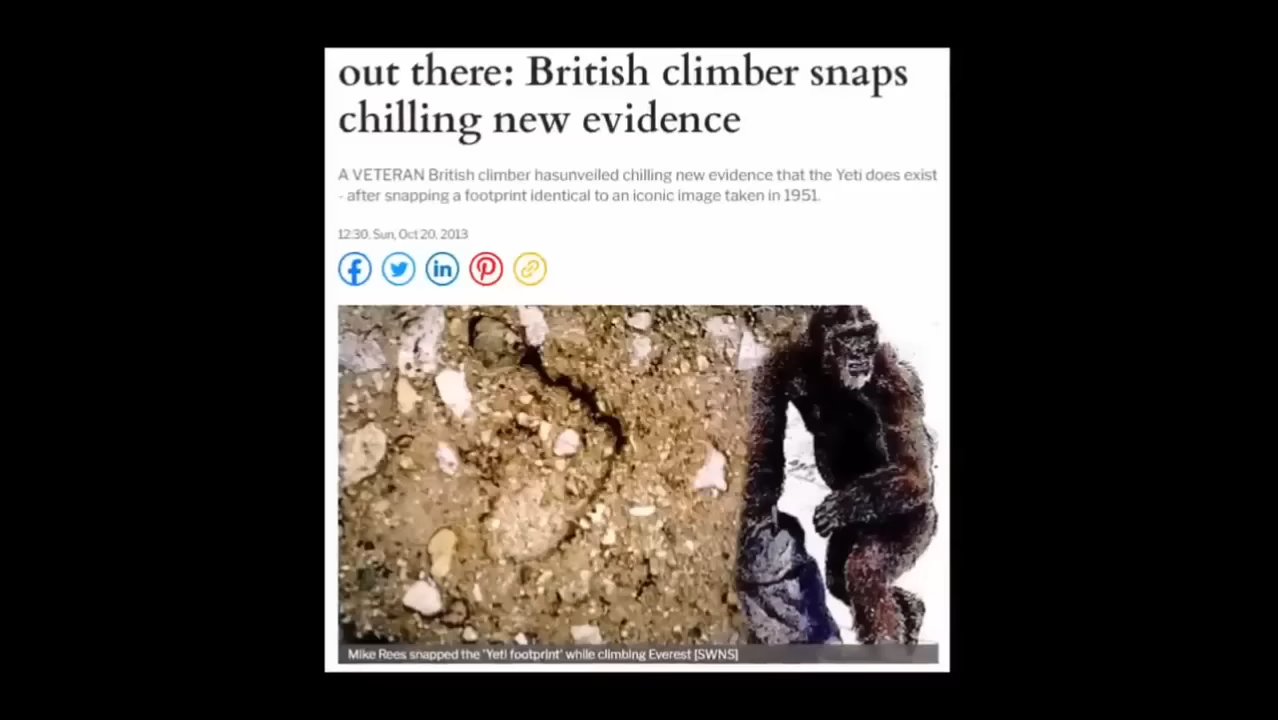 out there: British climber snaps
chilling new evidence
A VETERAN British climber hasunveiled chilling new evidence that the Yeti does exist
- after snapping a footprint identical to an iconic image taken in 1951.
12:30, Sun, Oct 20, 2013
in
Mike Rees snapped the 'Yeti footprint' while climbing Everest [SWNS]